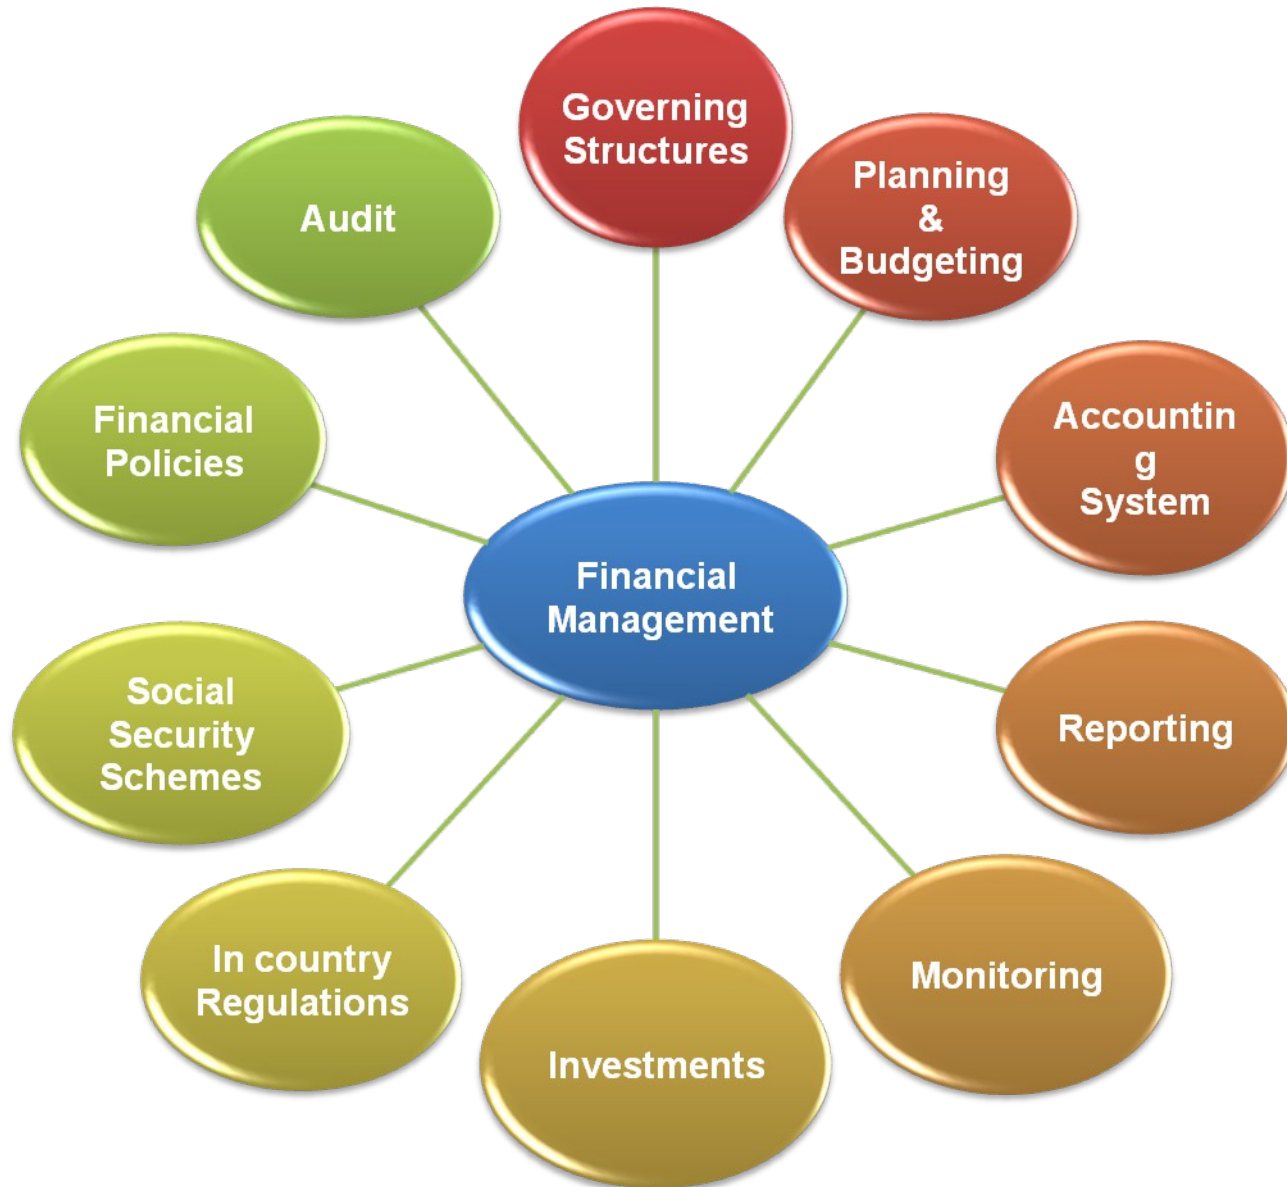 Governing
Structures
Planning
&
Budgeting
Accountin
g
System
Reporting
Monitoring
Investments
In country
Regulations
Social
Security
Schemes
Financial
Policies
Audit
Financial
Management